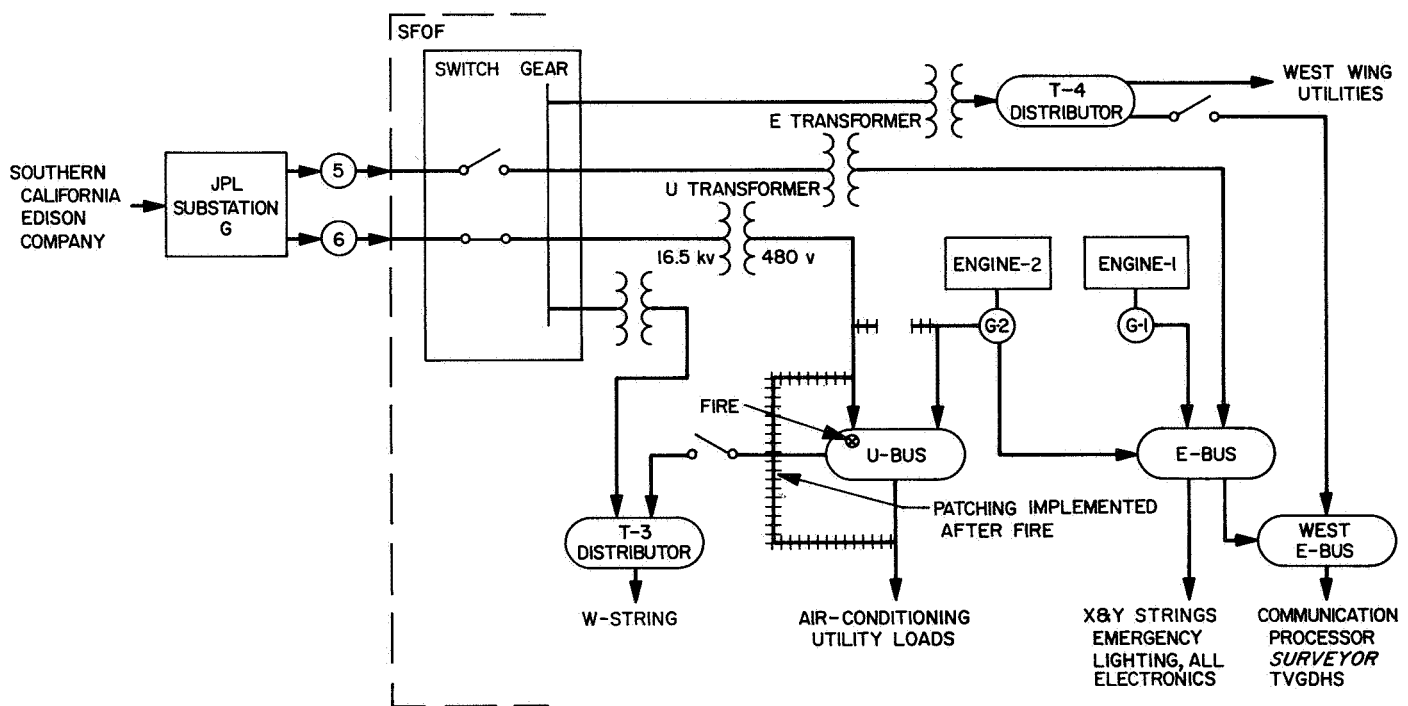 SFOF
SWITCH GEAR
SOUTHERN
CALIFORNIA
EDISON
COMPANY
JPL
SUBSTATION
G
5
6
E TRANSFORMER
U TRANSFORMER
16.5 kv
480 v
T-4
DISTRIBUTOR
WEST WING
UTILITIES
ENGINE-2
ENGINE-1
G-2
G-1
FIRE
U-BUS
E-BUS
PATCHING IMPLEMENTED
AFTER FIRE
T-3
DISTRIBUTOR
WEST
E-BUS
W-STRING
AIR-CONDITIONING
UTILITY LOADS
X&Y STRINGS
EMERGENCY
LIGHTING, ALL
ELECTRONICS
COMMUNICATION
PROCESSOR
SURVEYOR
TVGDHS